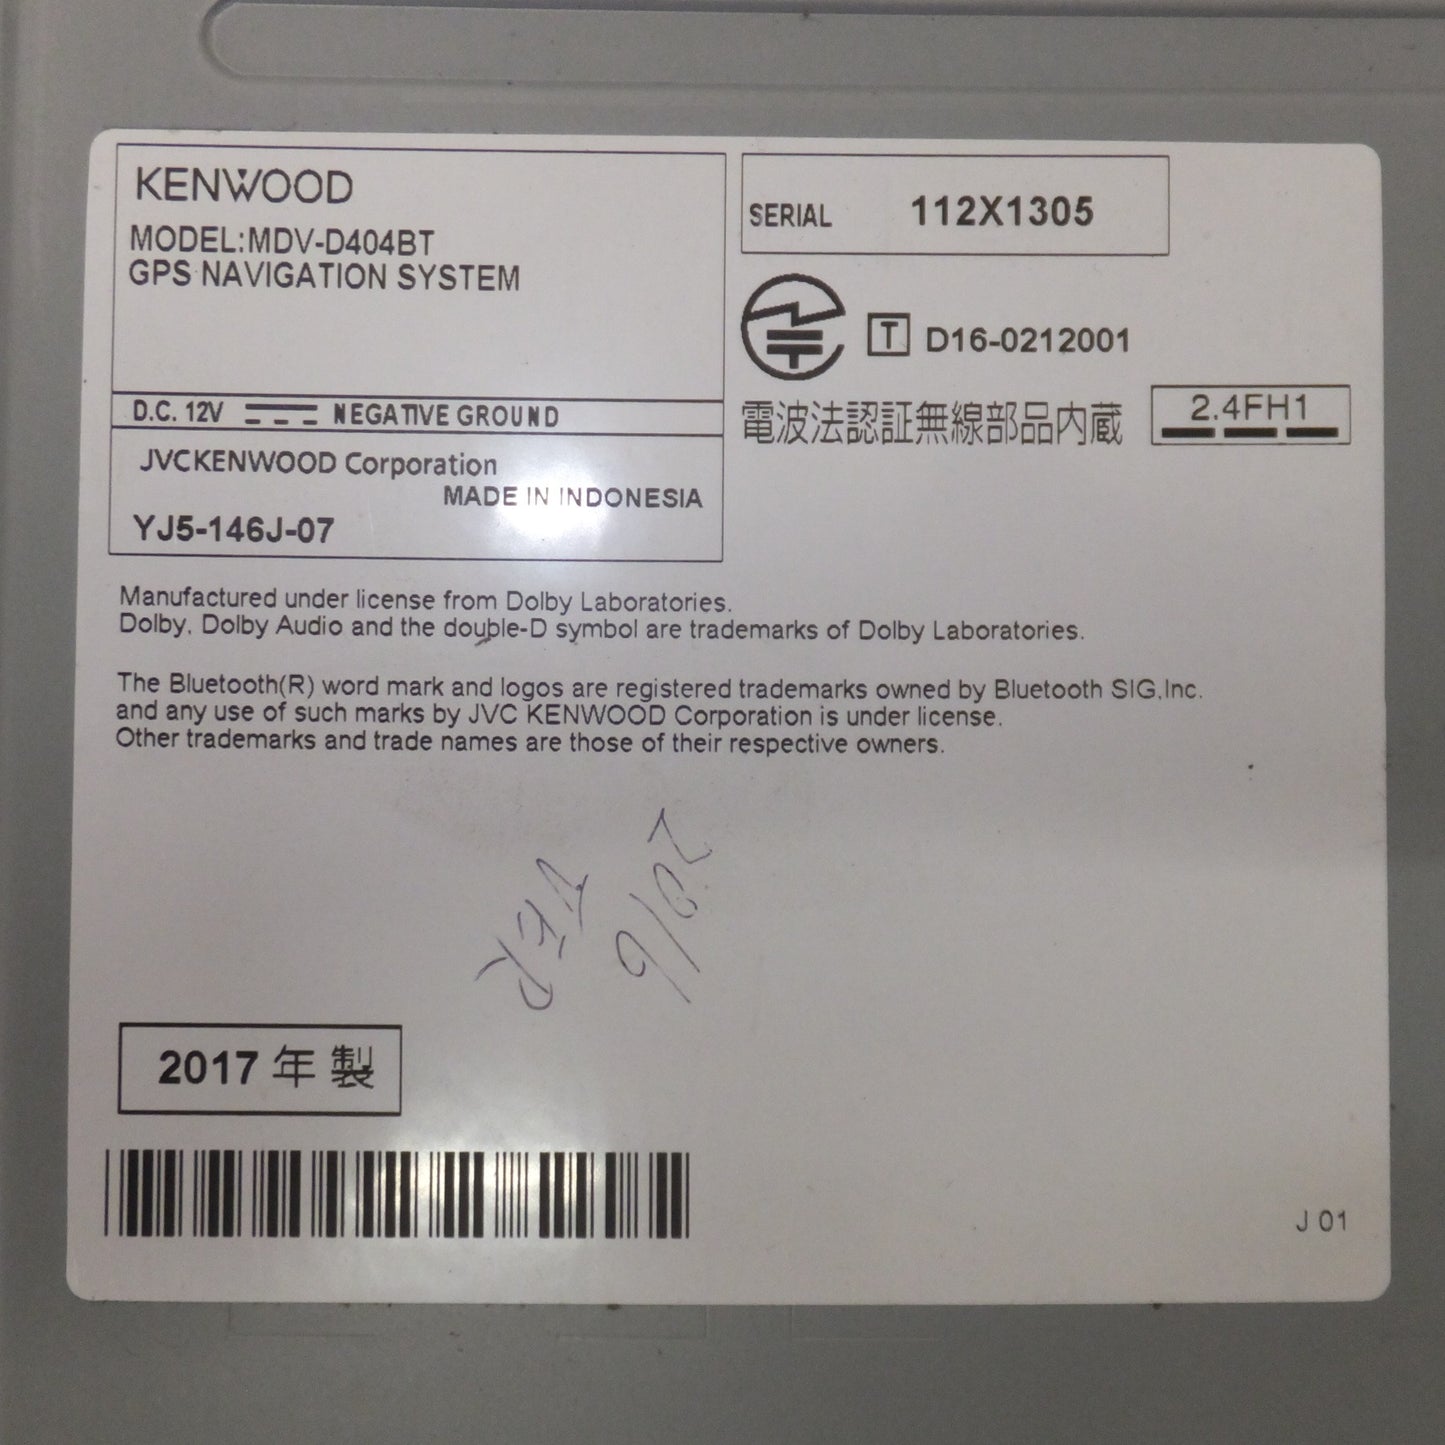 KENWOOD
MODEL:MDV-D404BT
GPS NAVIGATION SYSTEM
D.C. 12V NEGATIVE GROUND
JVCKENWOOD Corporation
MADE IN INDONESIA
YJ5-146J-07
SERIAL 112X1305
T D16-0212001
電波法認証無線部品内蔵 2.4FH1
Manufactured under license from Dolby Laboratories.
Dolby, Dolby Audio and the double-D symbol are trademarks of Dolby Laboratories.
The Bluetooth(R) word mark and logos are registered trademarks owned by Bluetooth SIG,Inc.
and any use of such marks by JVC KENWOOD Corporation is under license.
Other trademarks and trade names are those of their respective owners.
2016
2017 年 製
J 01